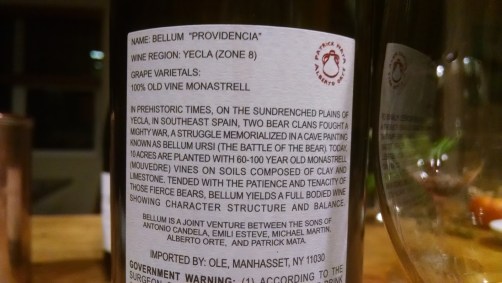 NAME: BELLUM "PROVIDENCIA"
WINE REGION: YECLA (ZONE 8)
GRAPE VARIETALS:
100% OLD VINE MONASTRELL
PATRICK MATA
ALBERTO ORTE
IN PREHISTORIC TIMES, ON THE SUNDRENCHED PLAINS OF
YECLA, IN SOUTHEAST SPAIN, TWO BEAR CLANS FOUGHT A
MIGHTY WAR, A STRUGGLE MEMORIALIZED IN A CAVE PAINTING
KNOWN AS BELLUM URSI (THE BATTLE OF THE BEAR) TODAY,
10 ACRES ARE PLANTED WITH 60-100 YEAR OLD MONASTRELL
(MOUVEDRE) VINES ON SOILS COMPOSED OF CLAY AND
LIMESTONE. TENDED WITH THE PATIENCE AND TENACITY OF
THOSE FIERCE BEARS, BELLUM YIELDS A FULL BODIED WINE
SHOWING CHARACTER STRUCTURE AND BALANCE.
BELLUM IS A JOINT VENTURE BETWEEN THE SONS OF
ANTONIO CANDELA, EMILI ESTEVE, MICHAEL MARTIN,
ALBERTO ORTE, AND PATRICK MATA.
IMPORTED BY: OLE, MANHASSET, NY 11030
GOVERNMENT WARNING: (1) ACCORDING TO THE
SURGEON DRINK